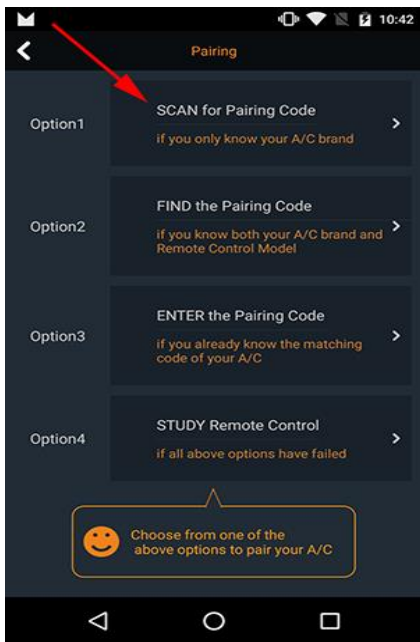 10:42
Pairing
Option1
SCAN for Pairing Code
if you only know your A/C brand
Option2
FIND the Pairing Code
if you know both your A/C brand and
Remote Control Model
Option3
ENTER the Pairing Code
if you already know the matching
code of your A/C
Option4
STUDY Remote Control
if all above options have failed
Choose from one of the
above options to pair your A/C